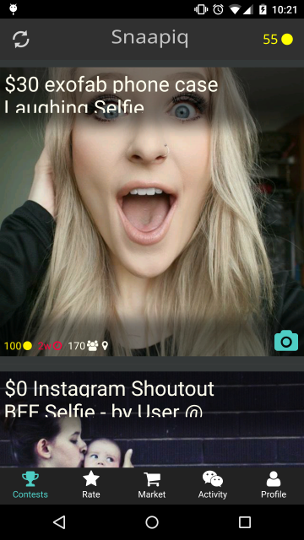 10:21
Snaapiq
55
$30 exofab phone case
Laughing Selfie
100
170
$0 Instagram Shoutout
BFF Selfie - by User @
Contests
Rate
Market
Activity
Profile